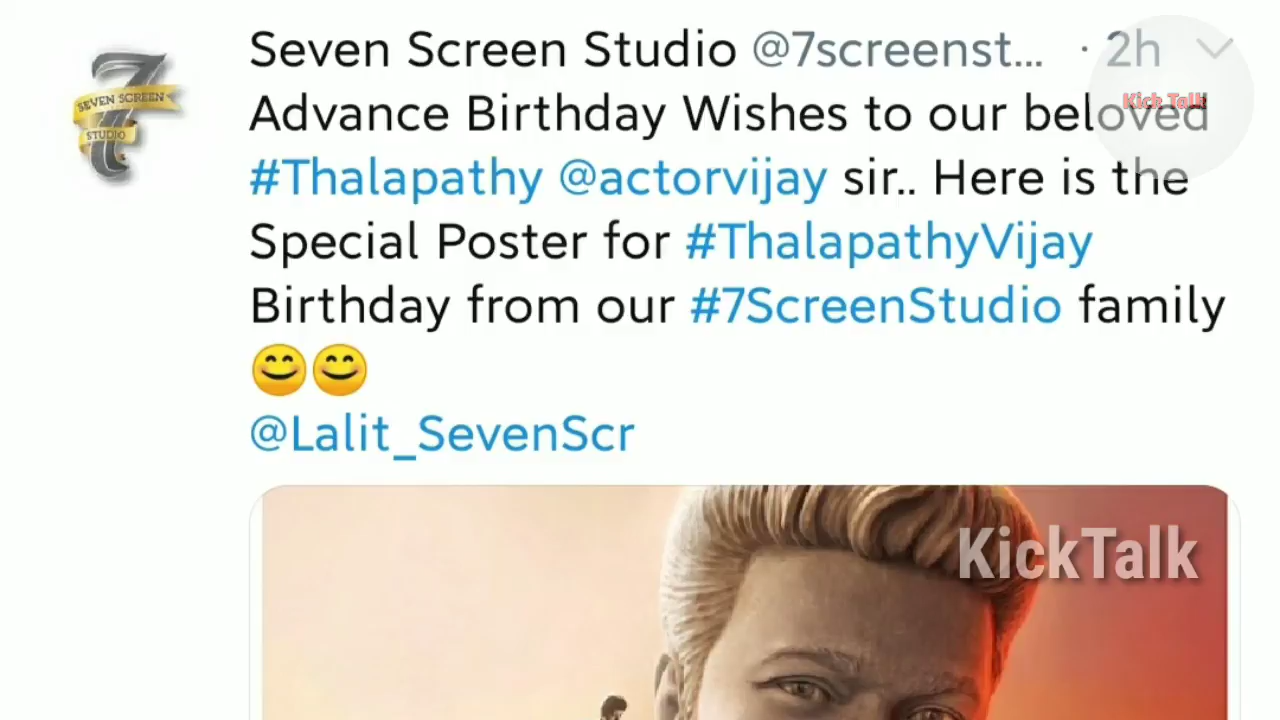 Seven Screen Studio @7screenst... · 2h
Kick Talk
SEVEN SCREEN
STUDIO
Advance Birthday Wishes to our beloved
#Thalapathy @actorvijay sir.. Here is the
Special Poster for #ThalapathyVijay
Birthday from our #7ScreenStudio family
😊😊
@Lalit_SevenScr
KickTalk